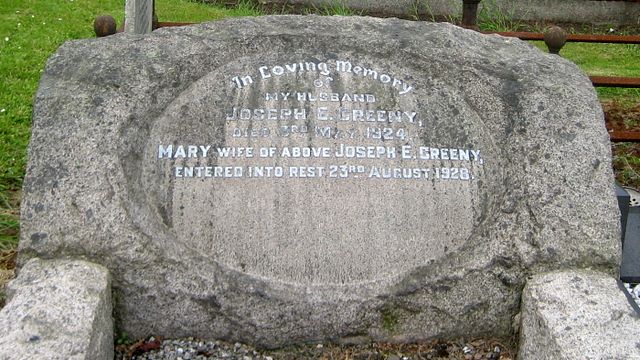 In Loving Memory
OF
MY HUSBAND
JOSEPH E. GREENY,
DIED 3RD MAY 1924.
MARY WIFE OF ABOVE JOSEPH E. GREENY,
ENTERED INTO REST 23RD AUGUST 1928.